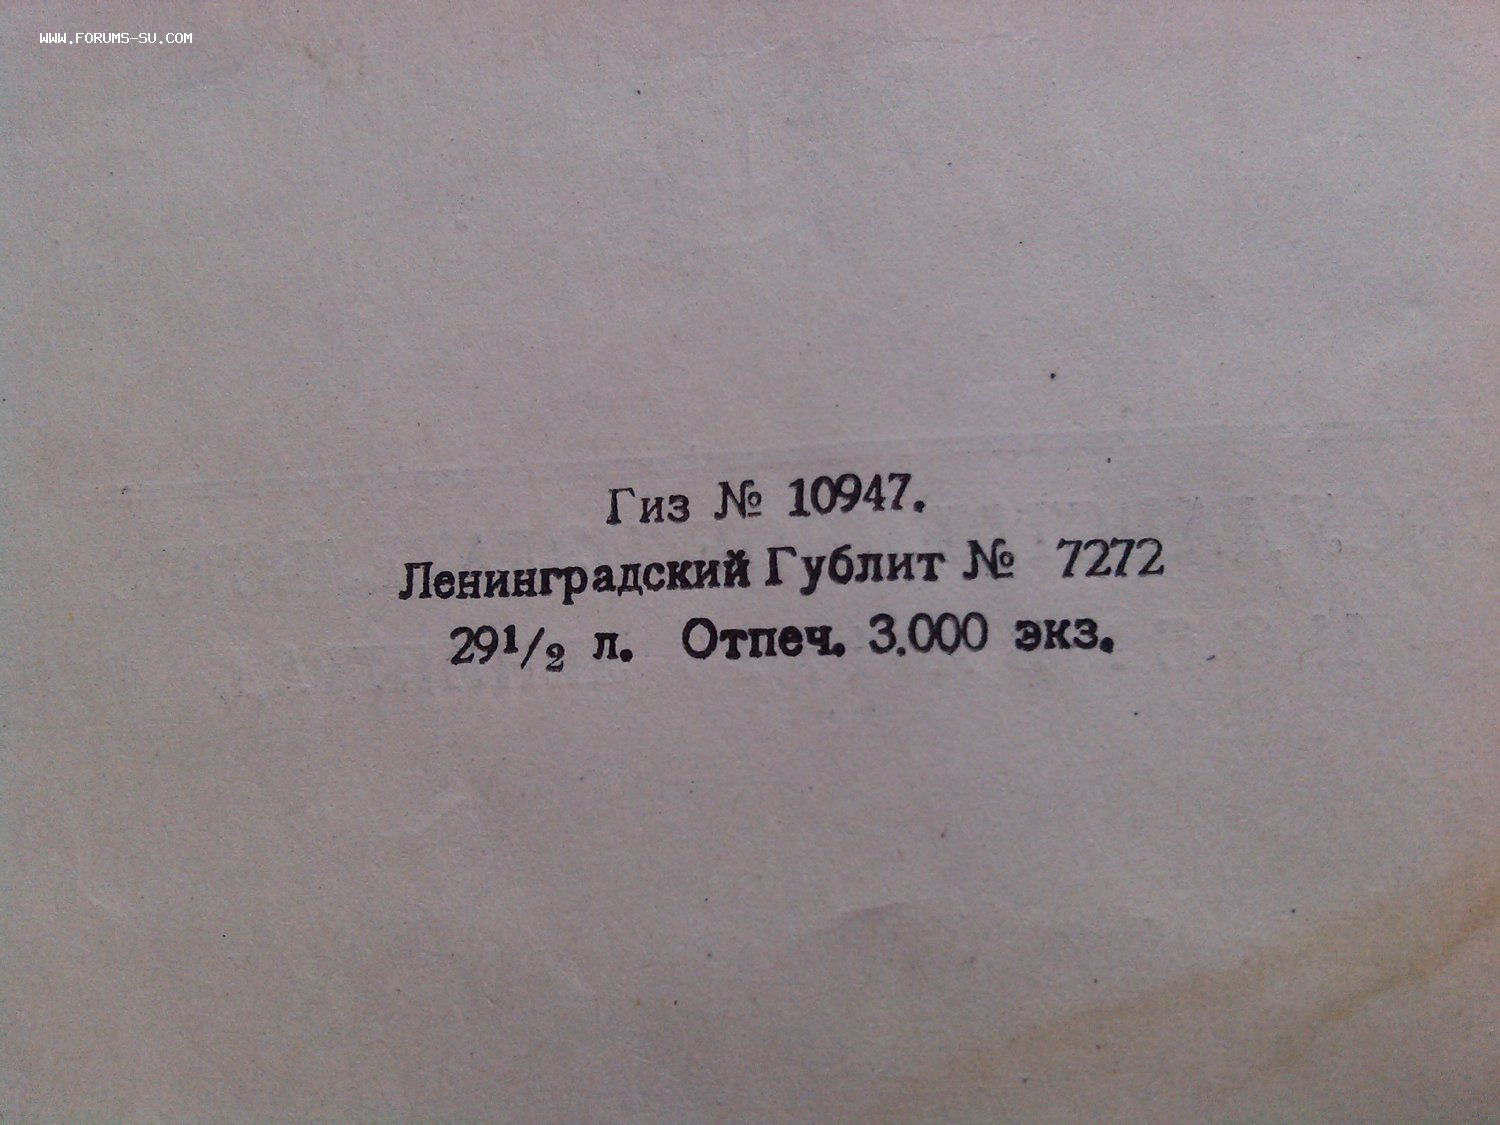 WWW.FORUMS-SU.COM
Гиз № 10947.
Ленинградский Гублит № 7272
29¹/₂ л. Отпеч. 3.000 экз.